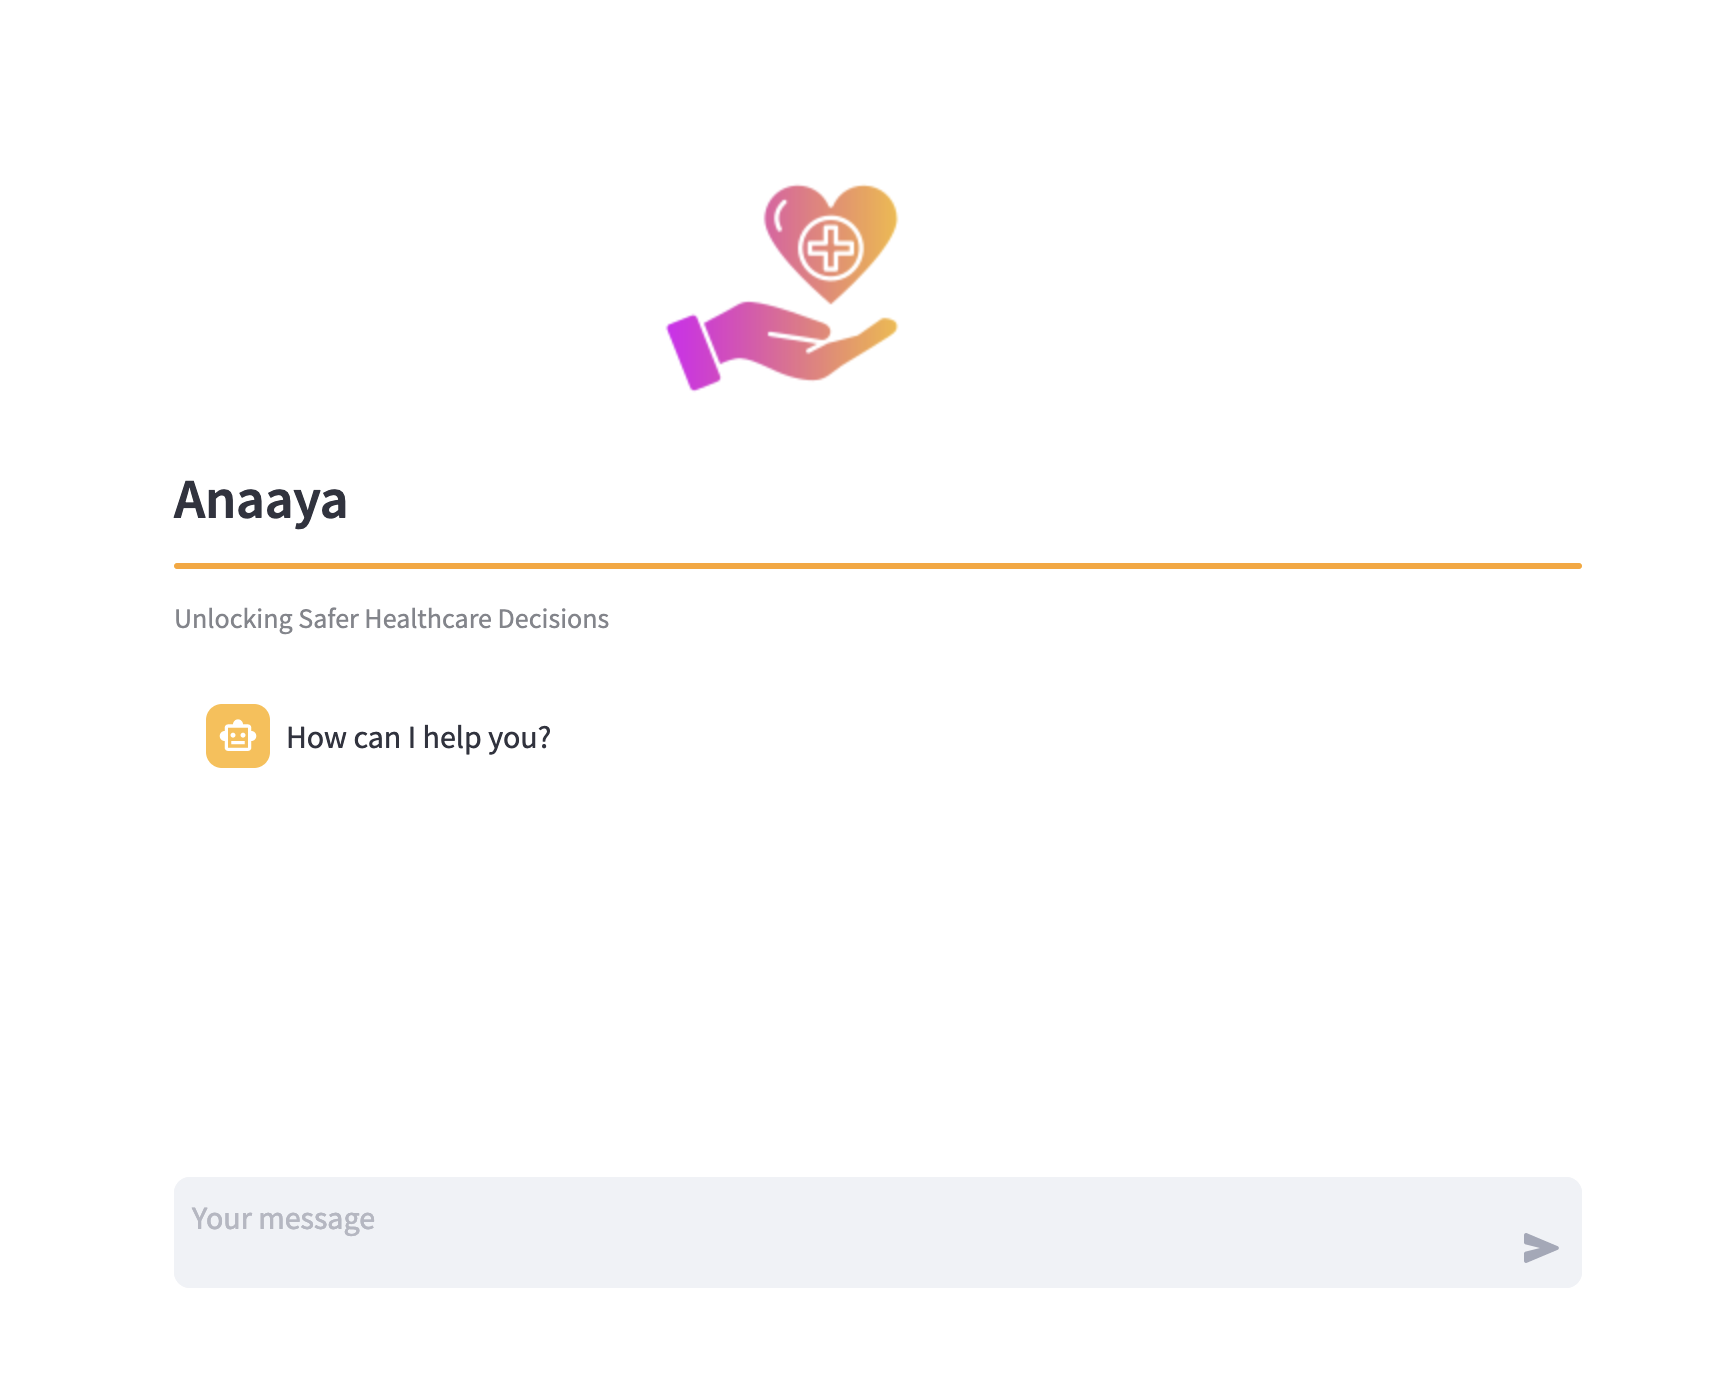 Anaaya
Unlocking Safer Healthcare Decisions
How can I help you?
Your message